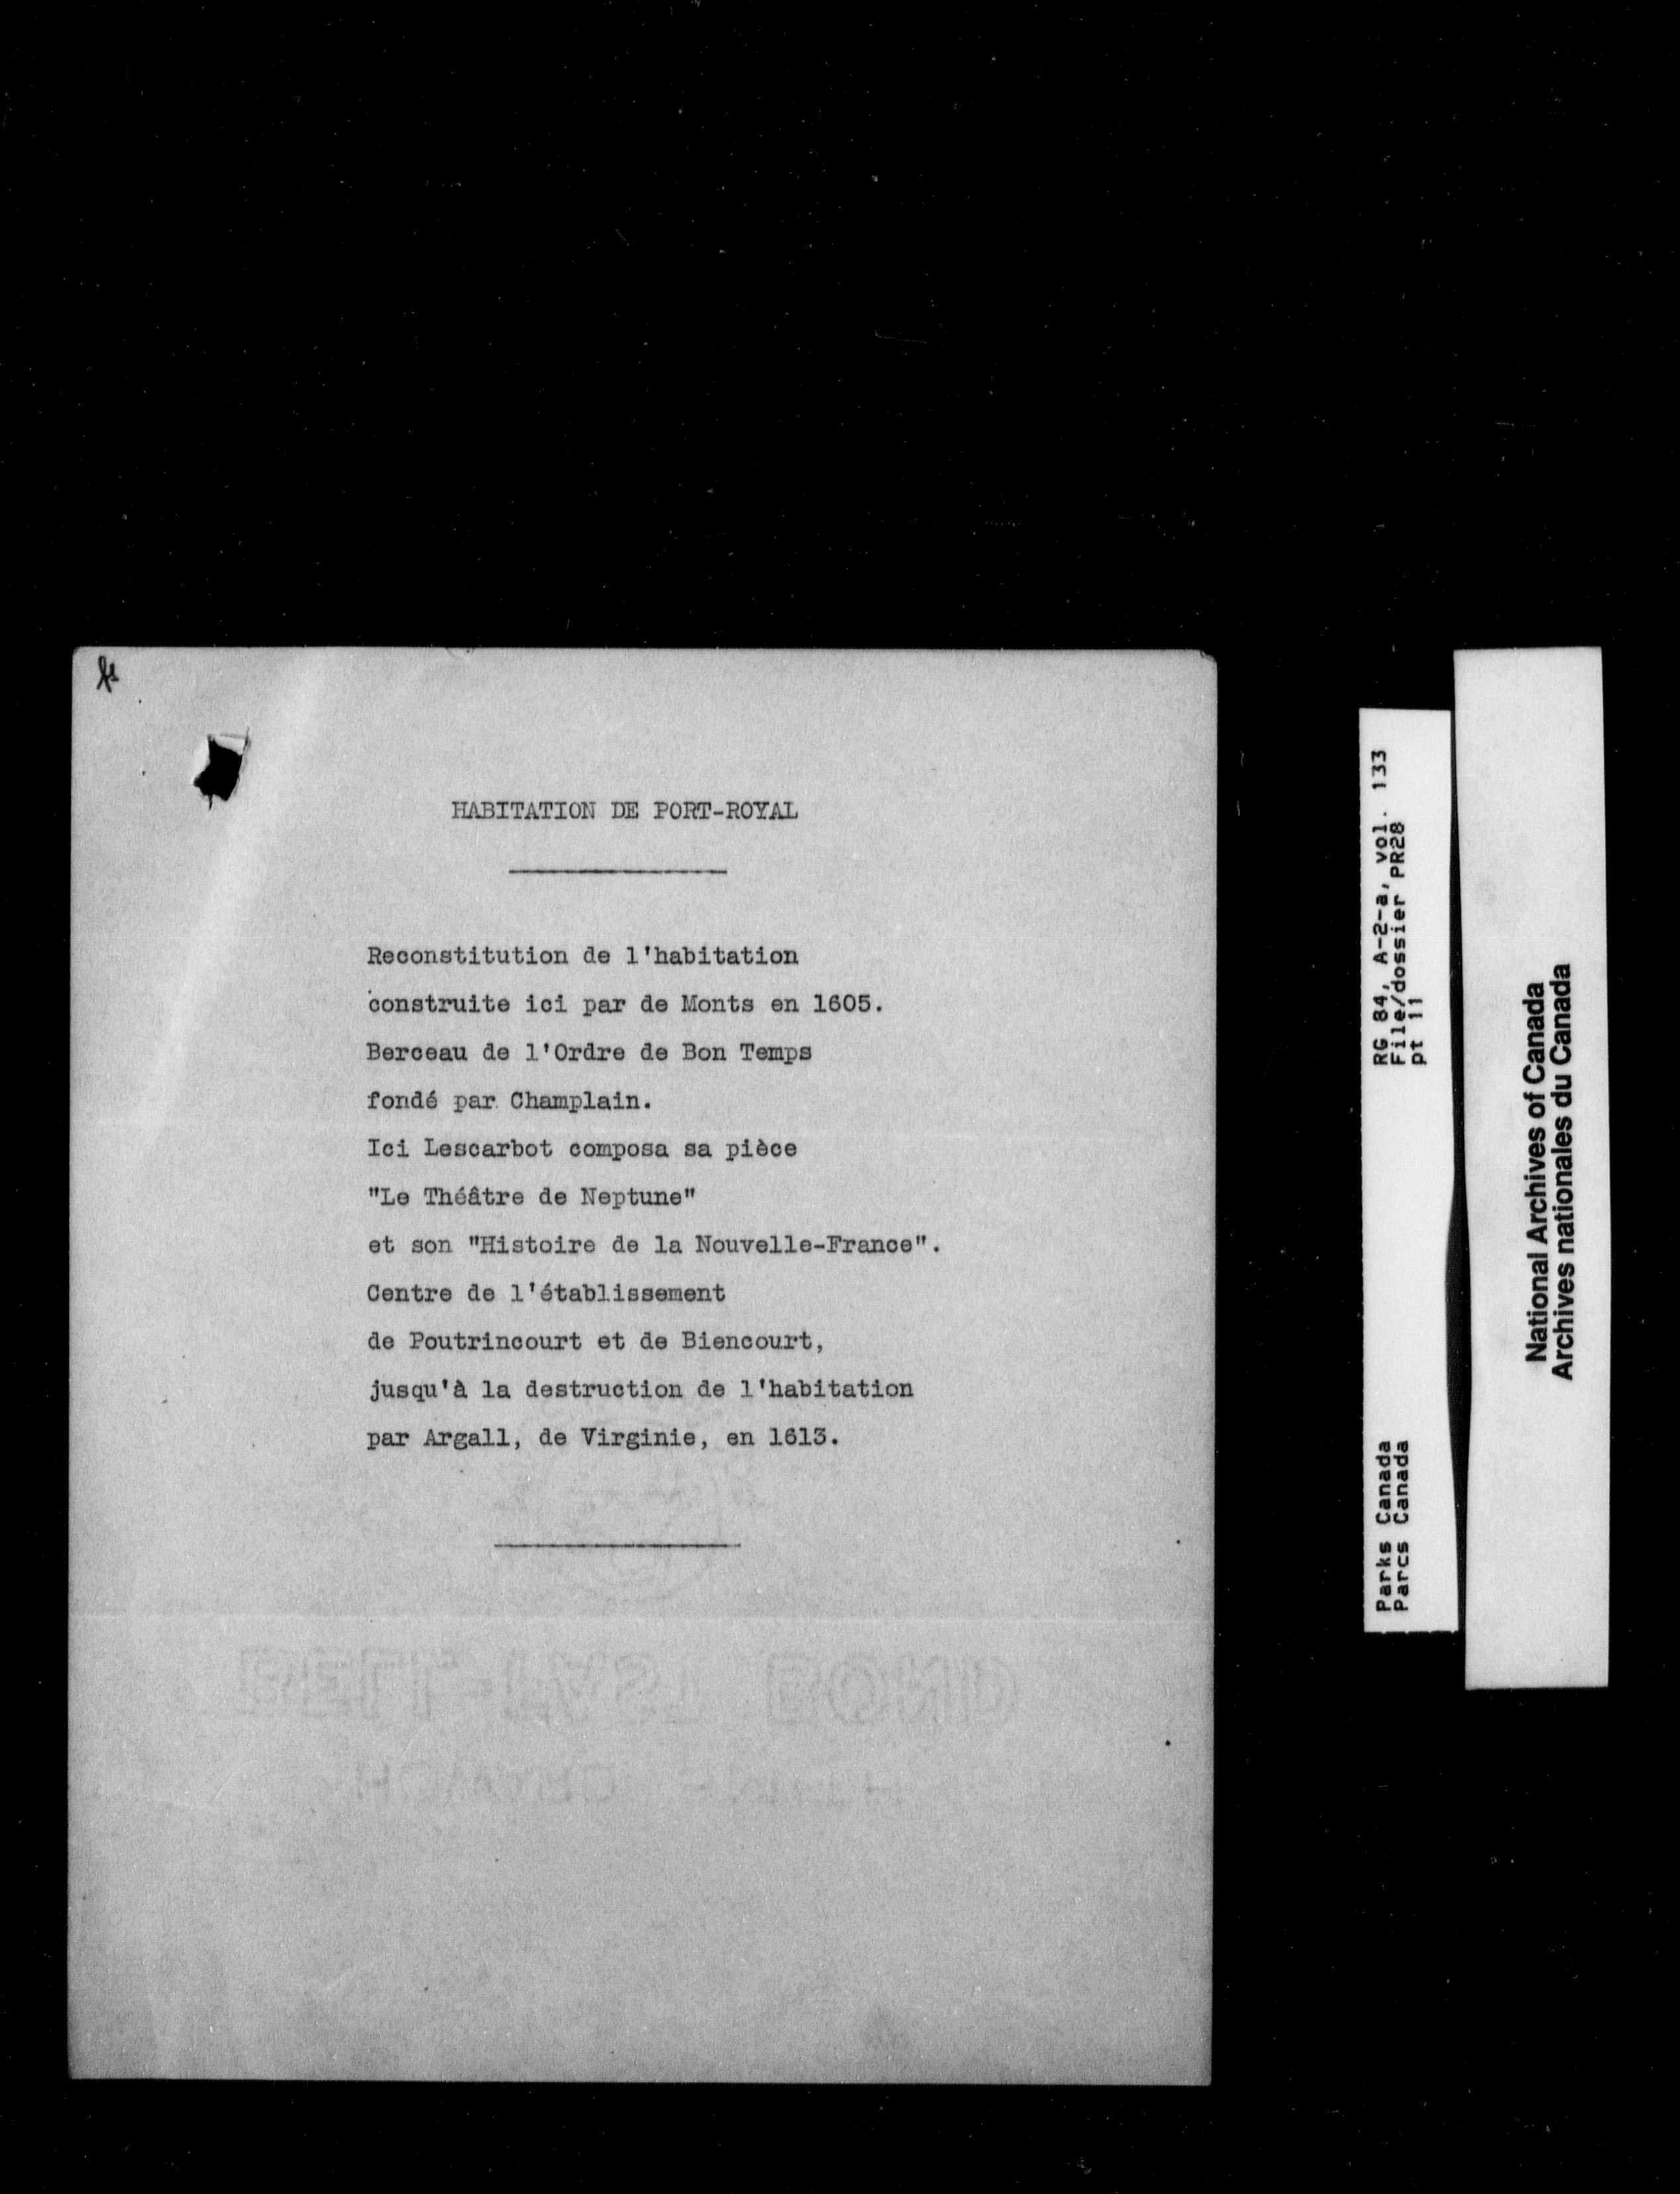 HABITATION DE PORT-ROYAL
Reconstitution de l'habitation
construite ici par de Monts en 1605.
Berceau de l'Ordre de Bon Temps
fondé par Champlain.
Ici Lescarbot composa sa pièce
"Le Théâtre de Neptune"
et son "Histoire de la Nouvelle-France".
Centre de l'établissement
de Poutrincourt et de Biencourt,
jusqu'à la destruction de l'habitation
par Argall, de Virginie, en 1613.
RG 84, A-2-a, vol. 133
File/dossier PR28
pt 11
Parks Canada
Parcs Canada
National Archives of Canada
Archives nationales du Canada